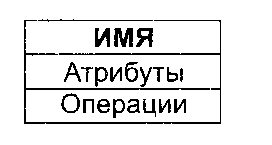 ИМЯ
Атрибуты
Операции